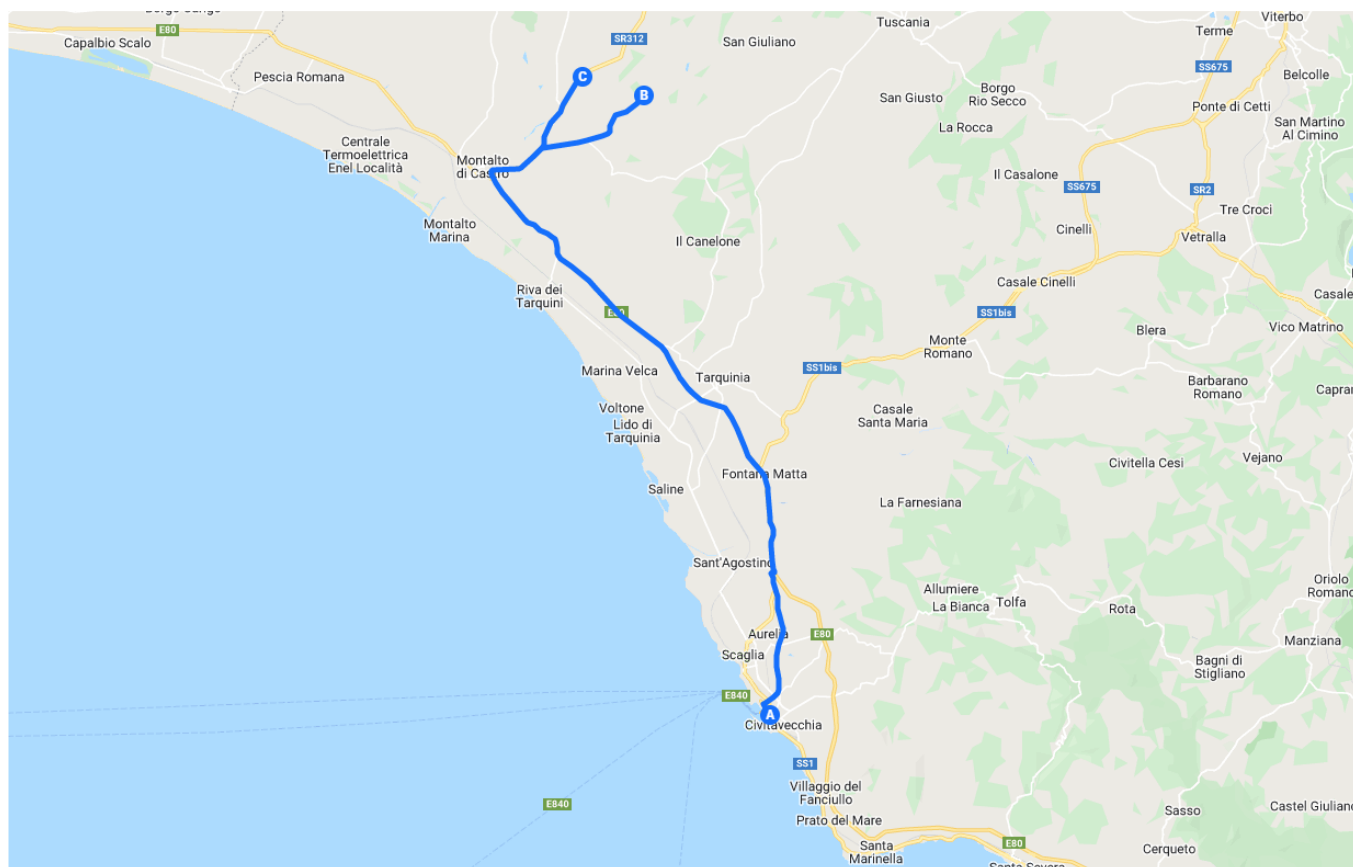 E80
Capalbio Scalo
Pescia Romana
SR312
C
B
San Giuliano
Tuscania
Viterbo
Terme
SS675
Belcolle
San Giusto
Borgo
Rio Secco
La Rocca
Ponte di Cetti
San Martino
Al Cimino
Centrale
Termoelettrica
Enel Località
Montalto
di Castro
Il Casalone
SS675
SR2
Tre Croci
Montalto
Marina
Il Canelone
Cinelli
Vetralla
Riva dei
Tarquini
Casale Cinelli
Casale
SS1bis
Blera
Vico Matrino
Monte
Romano
Marina Velca
Tarquinia
SS1bis
Barbarano
Romano
Capran
Voltone
Lido di
Tarquinia
Casale
Santa Maria
Fontana Matta
Civitella Cesi
Vejano
Saline
La Farnesiana
Sant'Agostino
Allumiere
La Bianca
Tolfa
Rota
Oriolo
Romano
Aurelia
E80
Scaglia
Manziana
Bagni di
Stigliano
E840
A
Civitavecchia
SS1
Villaggio del
Fanciullo
E840
Prato del Mare
Castel Giuliano
Sasso
Santa
Marinella
E80
Cerqueto